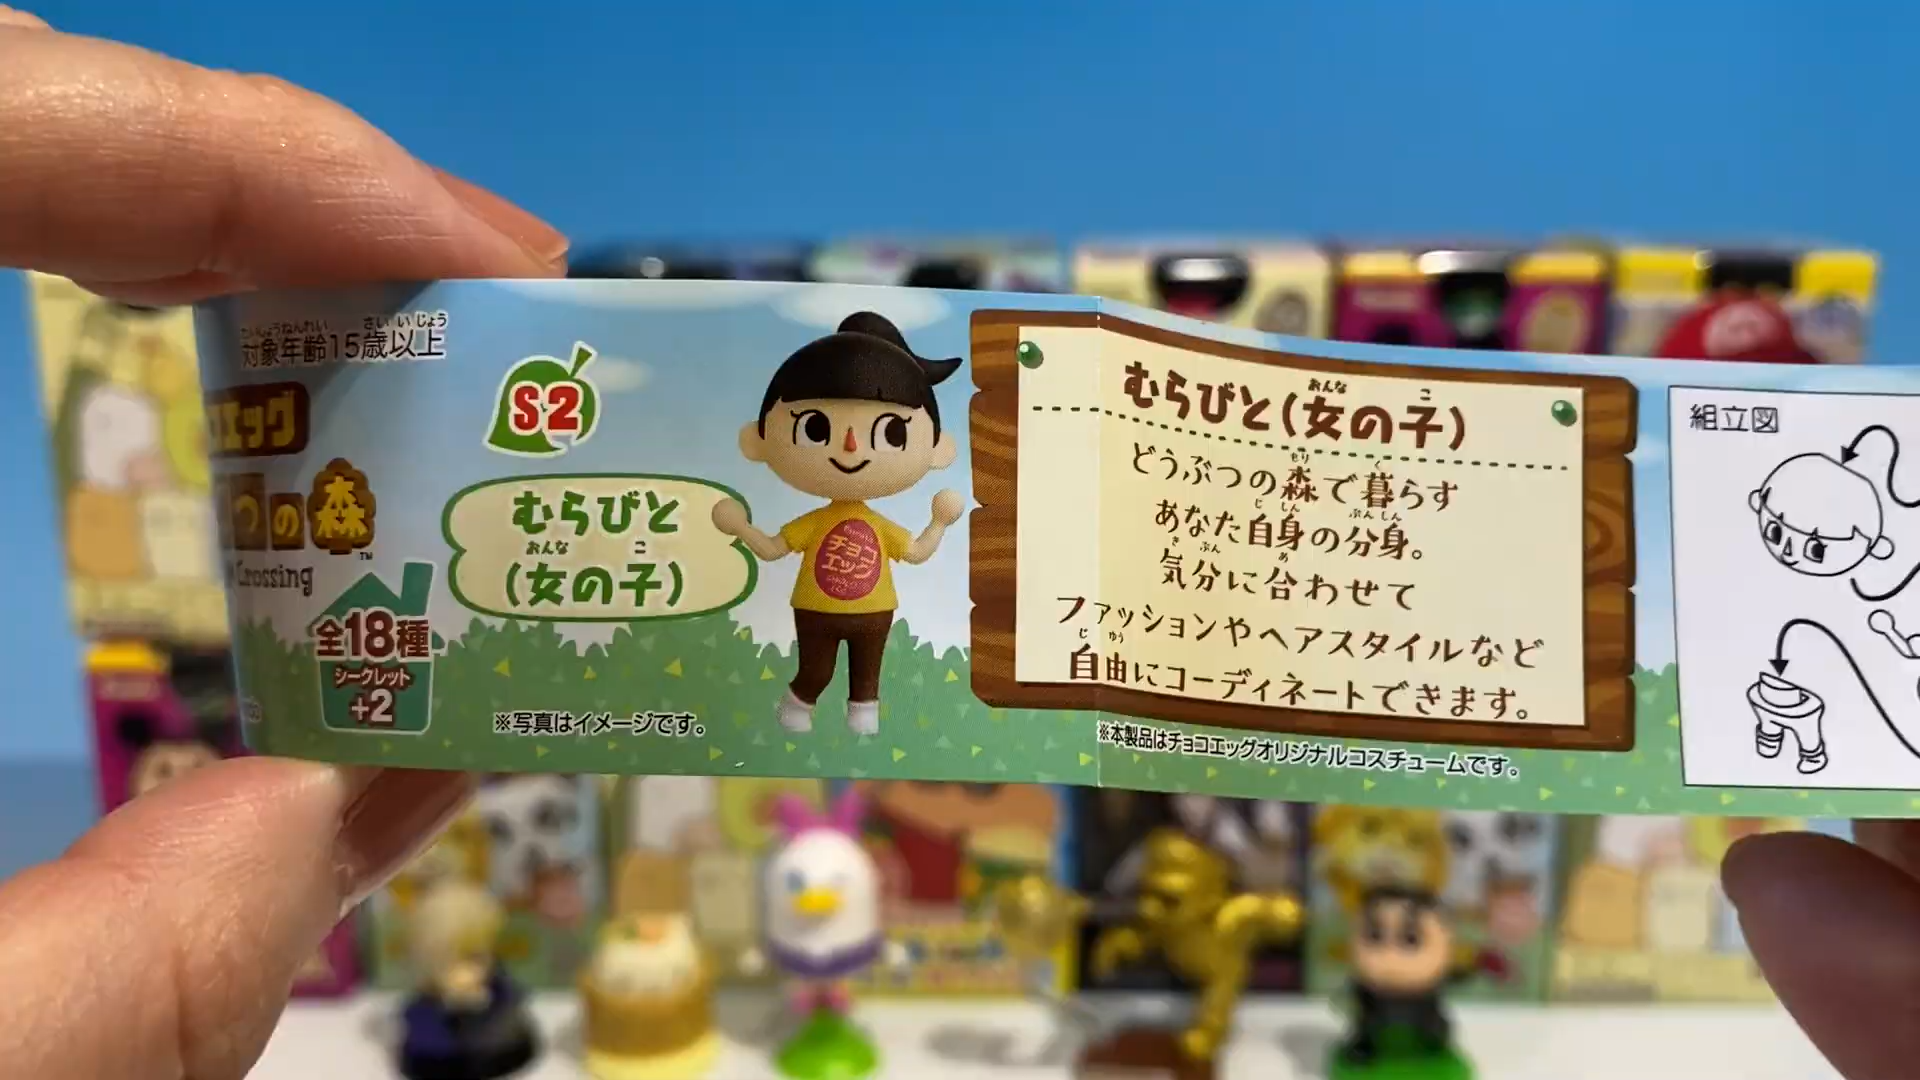 対象年齢15歳以上
エッグ
つの森™
Crossing
全18種
シークレット
+2
S2
むらびと
(女の子)
※写真はイメージです。
チョコ
エッグ
むらびと(女の子)
どうぶつの森で暮らす
あなた自身の分身。
気分に合わせて
ファッションやヘアスタイルなど
自由にコーディネートできます。
※本製品はチョコエッグオリジナルコスチュームです。
組立図